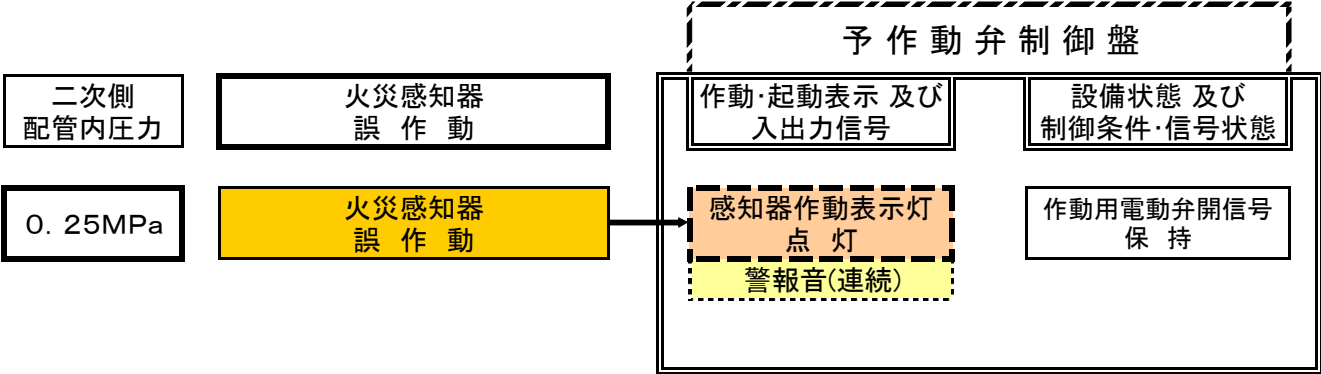 予作動弁制御盤
二次側
配管内圧力
火災感知器
誤 作 動
作動･起動表示 及び
入出力信号
設備状態 及び
制御条件･信号状態
０．２５ＭPa
火災感知器
誤 作 動
感知器作動表示灯
点 灯
警報音(連続)
作動用電動弁開信号
保 持